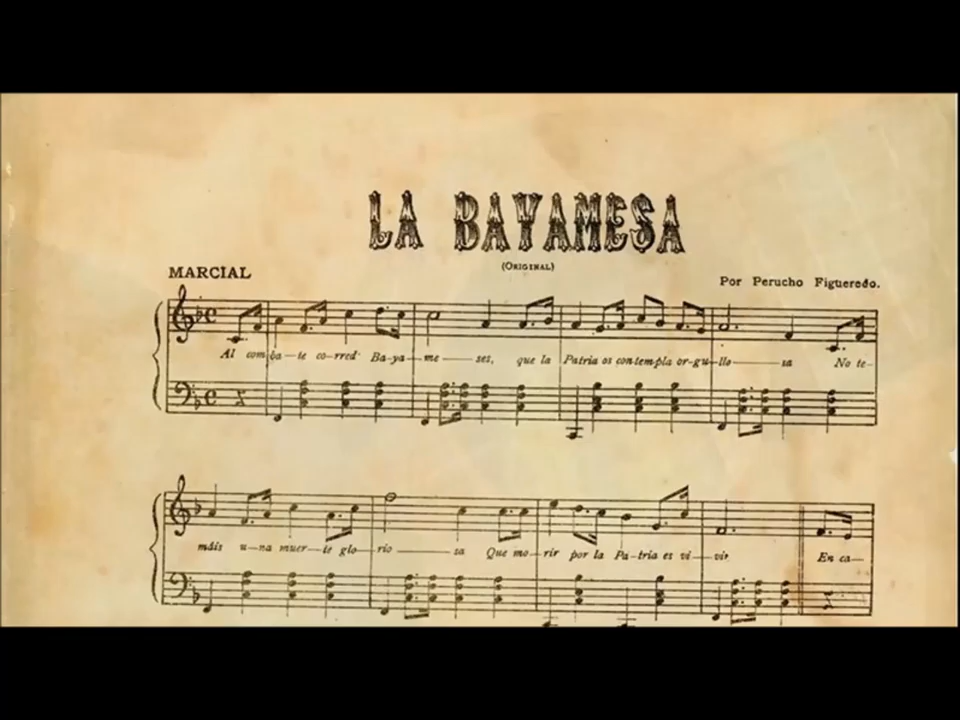 LA BAYAMESA
(ORIGINAL)
MARCIAL
Por Perucho Figueredo.
Al com ba—te co—rred Ba—ya—me—ses, que la Patria os contempla or-gu—llo—sa No te-
máis u—na muer—te glo—rio—sa Que mo—rir por la Pa—tria es vi—vir. En ca—